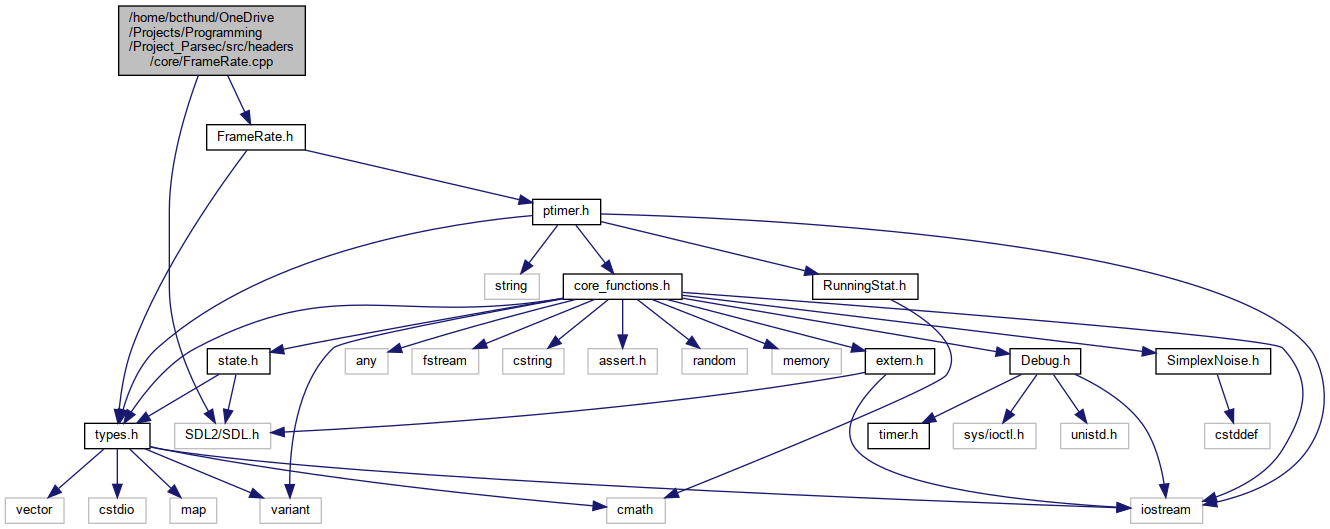 /home/bcthund/OneDrive
/Projects/Programming
/Project_Parsec/src/headers
/core/FrameRate.cpp
FrameRate.h
ptimer.h
string
core_functions.h
RunningStat.h
state.h
any
fstream
cstring
assert.h
random
memory
extern.h
Debug.h
SimplexNoise.h
types.h
SDL2/SDL.h
timer.h
sys/ioctl.h
unistd.h
cstddef
vector
cstdio
map
variant
cmath
iostream